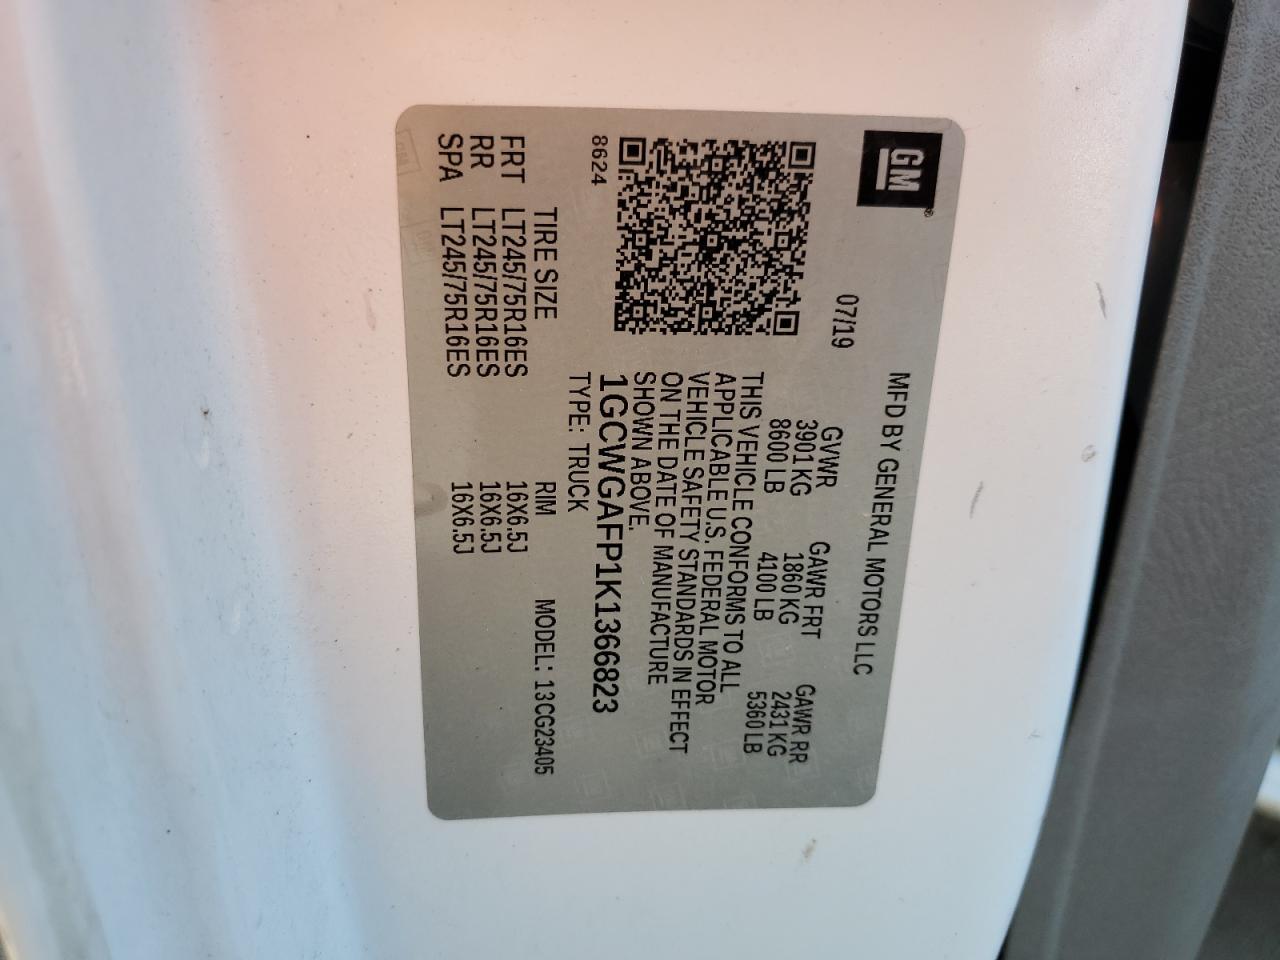 GM
MFD BY GENERAL MOTORS LLC
07/19
GVWR GAWR FRT GAWR RR
3901 KG 1860 KG 2431 KG
8600 LB 4100 LB 5360 LB
THIS VEHICLE CONFORMS TO ALL
APPLICABLE U.S. FEDERAL MOTOR
VEHICLE SAFETY STANDARDS IN EFFECT
ON THE DATE OF MANUFACTURE
SHOWN ABOVE.
8624
1GCWGAFP1K1366823
TYPE: TRUCK
TIRE SIZE RIM MODEL: 13CG23405
FRT LT245/75R16ES 16X6.5J
RR LT245/75R16ES 16X6.5J
SPA LT245/75R16ES 16X6.5J